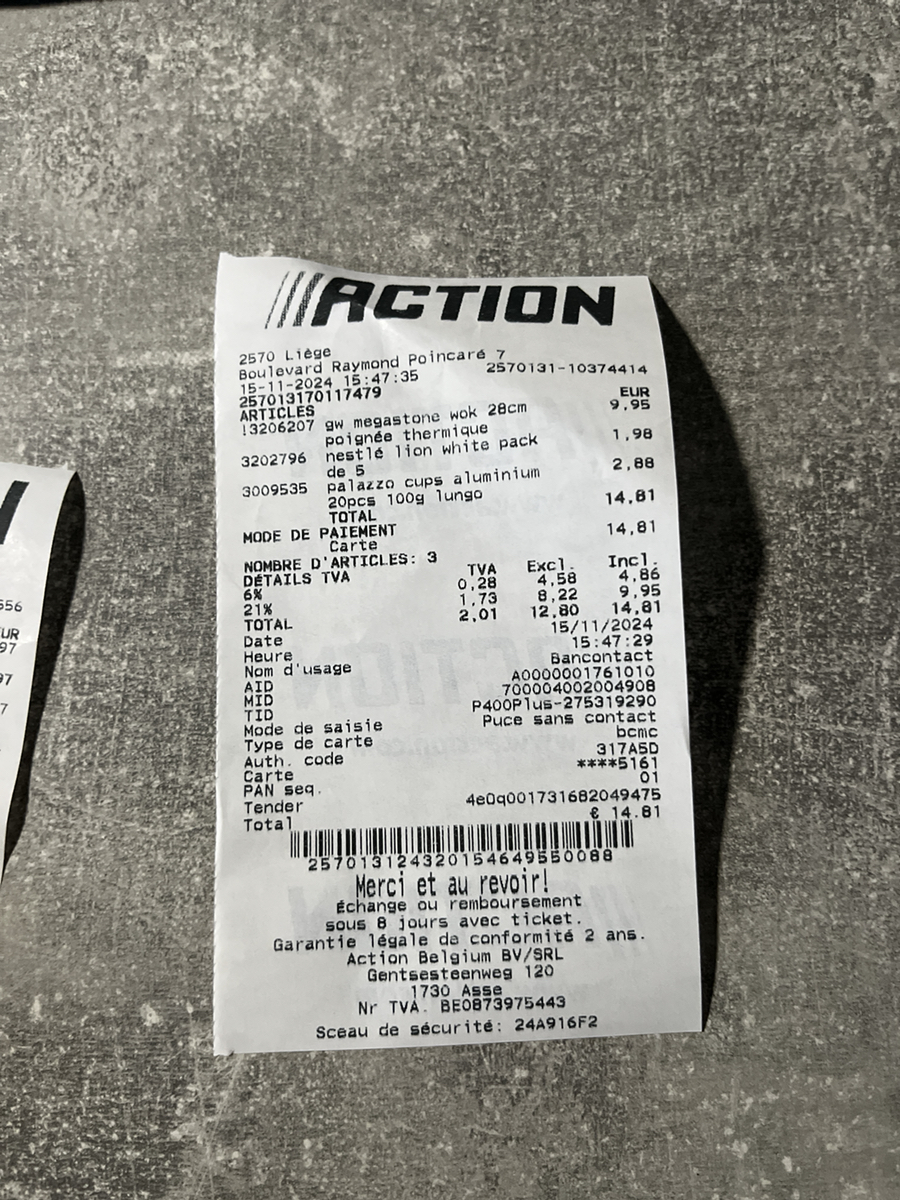 ACTION
2570 Liège
Boulevard Raymond Poincaré 7
15-11-2024 15:47:35 2570131-10374414
257013170117479
ARTICLES EUR
!3206207 gw megastone wok 28cm 9,95
poignée thermique
3202796 nestlé lion white pack 1,98
de 5
3009535 palazzo cups aluminium 2,88
20pcs 100g lungo
TOTAL 14,81
MODE DE PAIEMENT
Carte 14,81
NOMBRE D'ARTICLES: 3
DÉTAILS TVA TVA Excl. Incl.
6% 0,28 4,58 4,86
21% 1,73 8,22 9,95
TOTAL 2,01 12,80 14,81
Date 15/11/2024
Heure 15:47:29
Nom d'usage Bancontact
AID A0000001761010
MID 700004002004908
TID P400Plus-275319290
Mode de saisie Puce sans contact
Type de carte bcmc
Auth. code 317A5D
Carte ****5161
PAN seq. 01
Tender 4e0q001731682049475
Total € 14.81
2570131243201546495​50088
Merci et au revoir!
Échange ou remboursement
sous 8 jours avec ticket.
Garantie légale de conformité 2 ans.
Action Belgium BV/SRL
Gentsesteenweg 120
1730 Asse
Nr TVA. BE0873975443
Sceau de sécurité: 24A916F2
556
UR
97
97
7